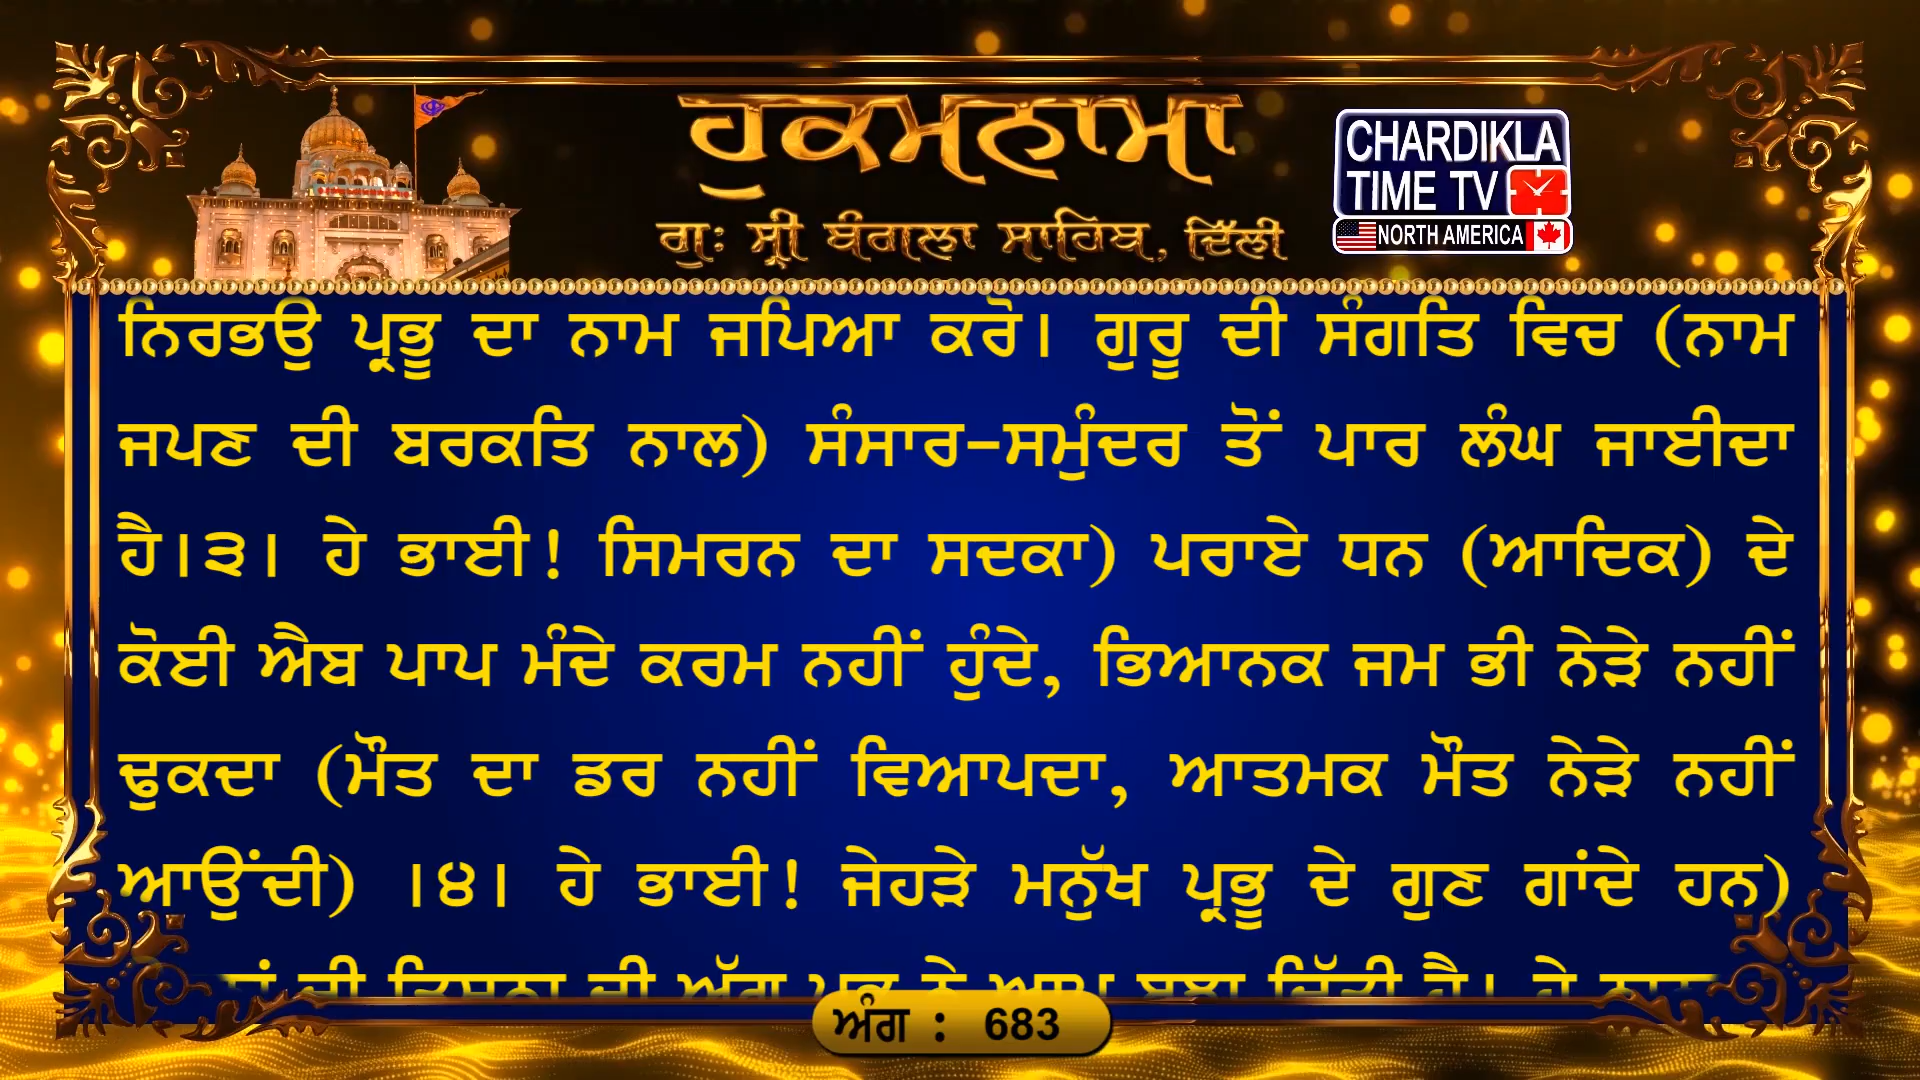 ਹੁਕਮਨਾਮਾ
ਗੁਃ ਸ੍ਰੀ ਬੰਗਲਾ ਸਾਹਿਬ, ਦਿੱਲੀ
CHARDIKLA
TIME TV
NORTH AMERICA
ਨਿਰਭਉ ਪ੍ਰਭੂ ਦਾ ਨਾਮ ਜਪਿਆ ਕਰੋ। ਗੁਰੂ ਦੀ ਸੰਗਤਿ ਵਿਚ (ਨਾਮ
ਜਪਣ ਦੀ ਬਰਕਤਿ ਨਾਲ) ਸੰਸਾਰ-ਸਮੁੰਦਰ ਤੋਂ ਪਾਰ ਲੰਘ ਜਾਈਦਾ
ਹੈ।੩। ਹੇ ਭਾਈ! ਸਿਮਰਨ ਦਾ ਸਦਕਾ) ਪਰਾਏ ਧਨ (ਆਦਿਕ) ਦੇ
ਕੋਈ ਐਬ ਪਾਪ ਮੰਦੇ ਕਰਮ ਨਹੀਂ ਹੁੰਦੇ, ਭਿਆਨਕ ਜਮ ਭੀ ਨੇੜੇ ਨਹੀਂ
ਢੁਕਦਾ (ਮੌਤ ਦਾ ਡਰ ਨਹੀਂ ਵਿਆਪਦਾ, ਆਤਮਕ ਮੌਤ ਨੇੜੇ ਨਹੀਂ
ਆਉਂਦੀ) ।੪। ਹੇ ਭਾਈ! ਜੇਹੜੇ ਮਨੁੱਖ ਪ੍ਰਭੂ ਦੇ ਗੁਣ ਗਾਂਦੇ ਹਨ)
ਦੀ ਦੀ ਅੱਗ ਨੇ ਆਪ ਦਿੱਤੀ ਹੈ। ਹੇ
ਅੰਗ : 683